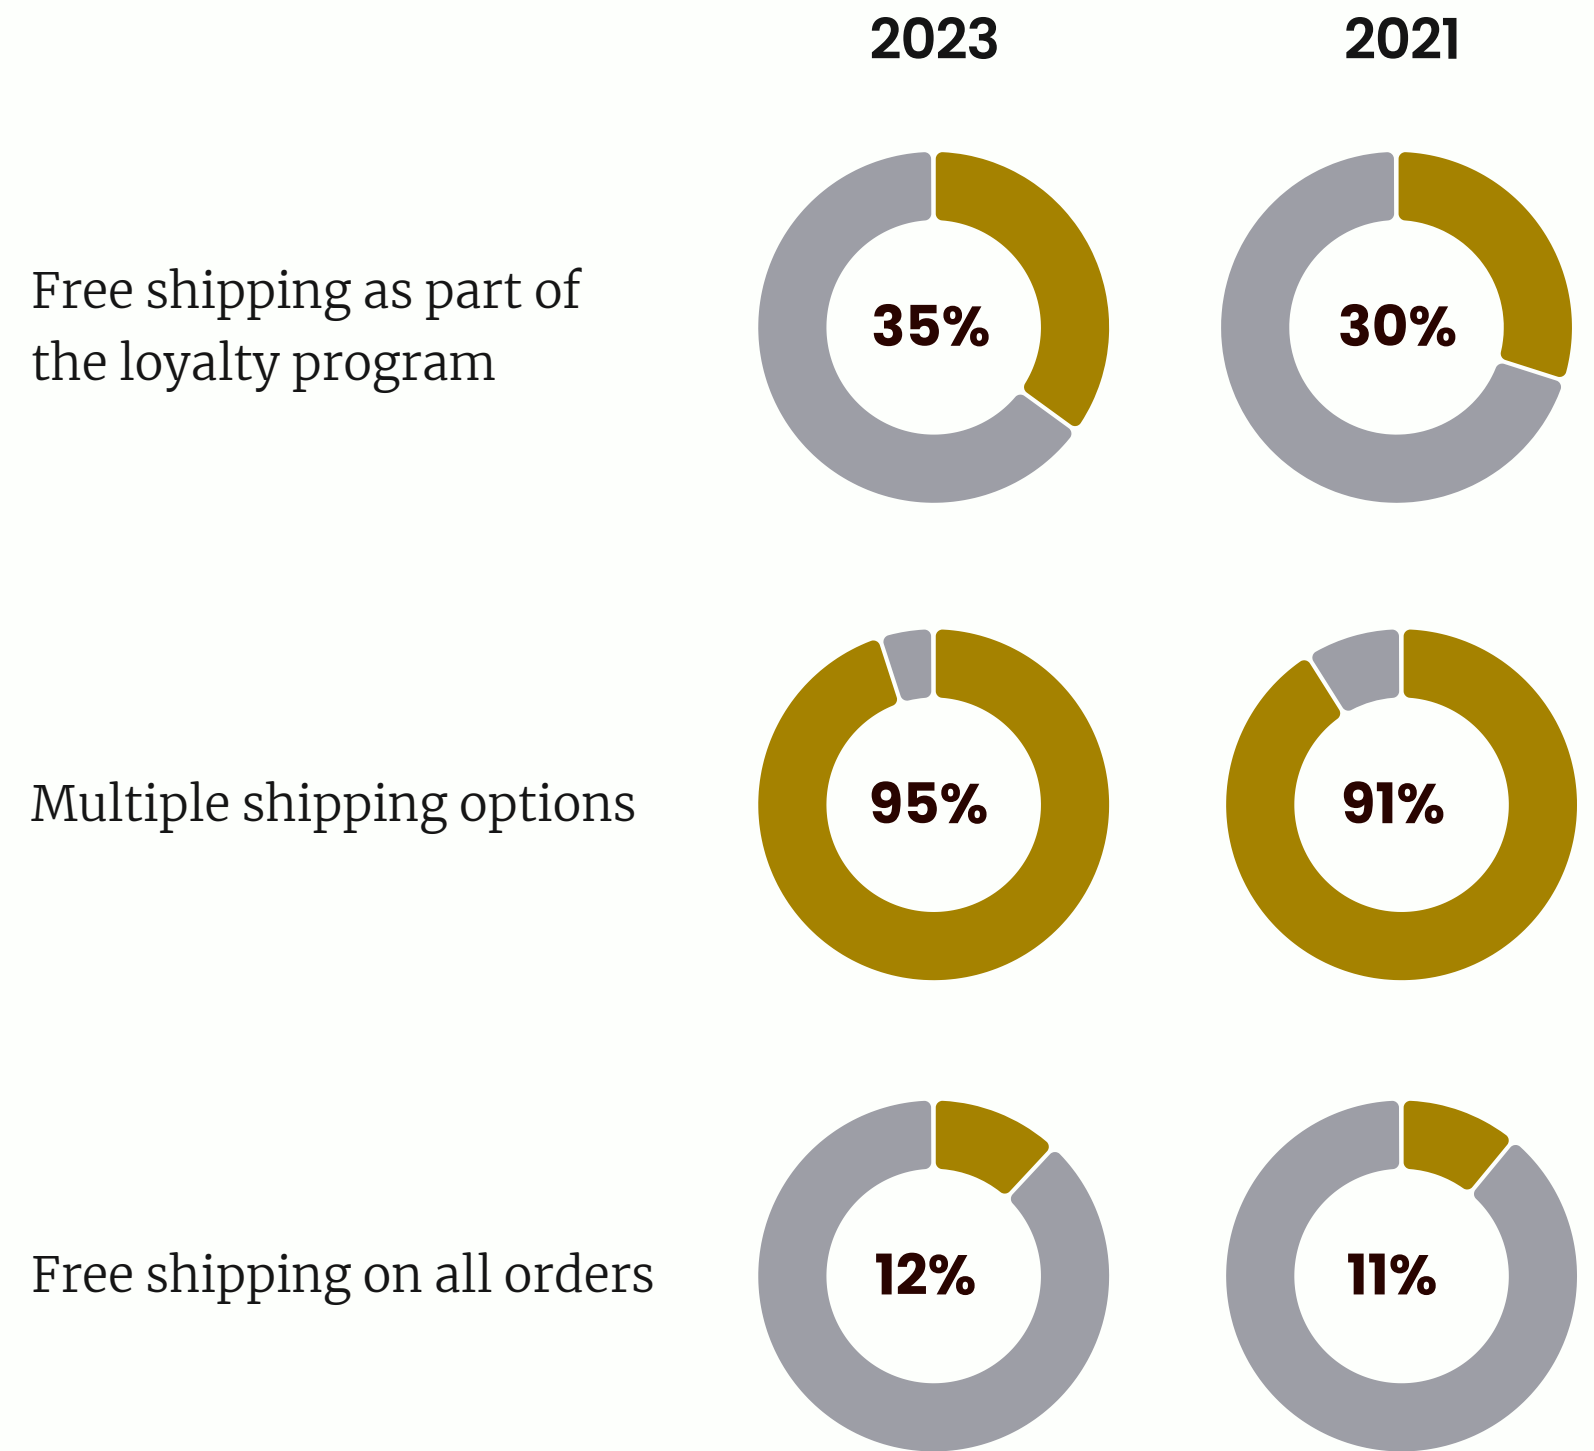 2023 2021
Free shipping as part of
the loyalty program
35% 30%
Multiple shipping options 95% 91%
Free shipping on all orders 12% 11%